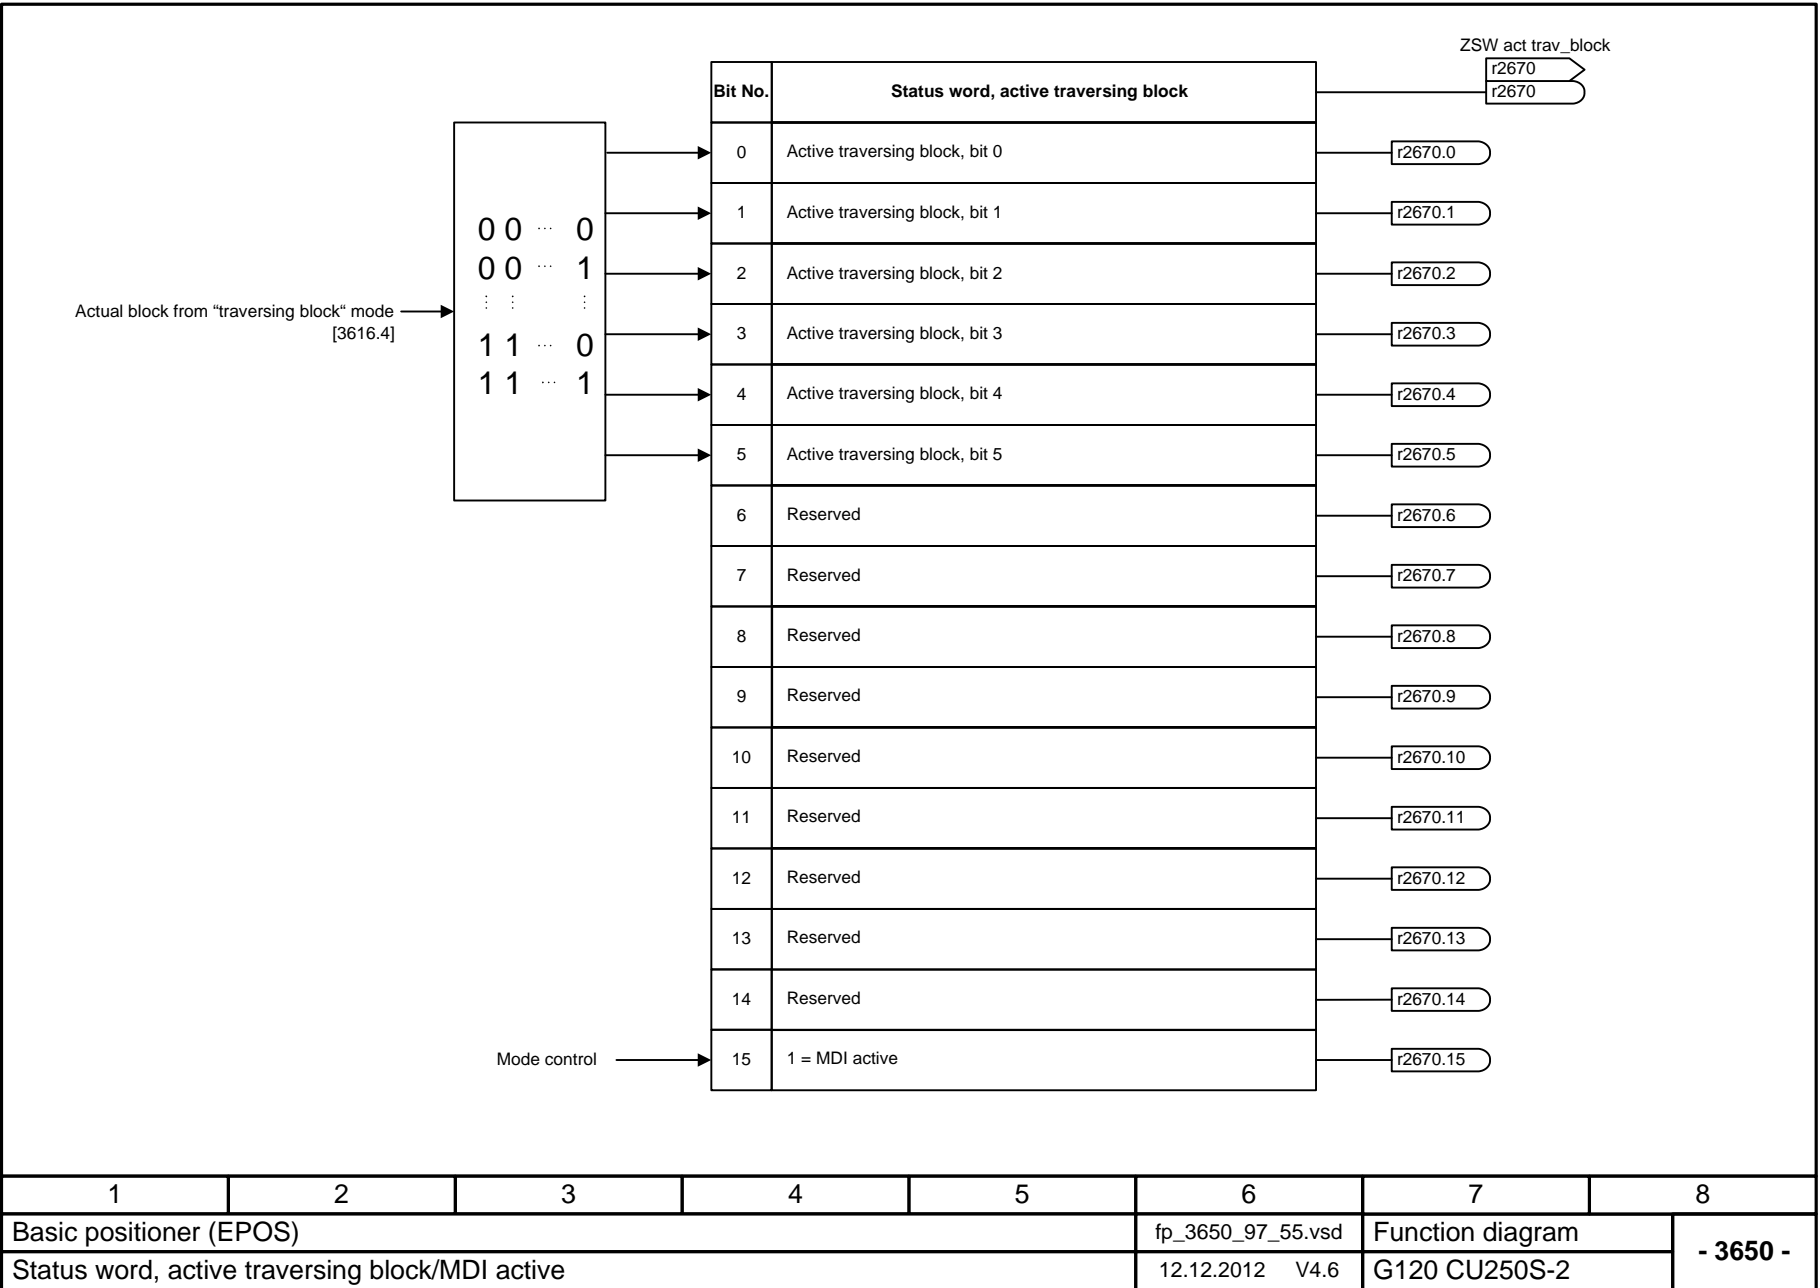 ZSW act trav_block
r2670
r2670
Bit No. Status word, active traversing block
0 Active traversing block, bit 0 r2670.0
1 Active traversing block, bit 1 r2670.1
2 Active traversing block, bit 2 r2670.2
3 Active traversing block, bit 3 r2670.3
4 Active traversing block, bit 4 r2670.4
5 Active traversing block, bit 5 r2670.5
6 Reserved r2670.6
7 Reserved r2670.7
8 Reserved r2670.8
9 Reserved r2670.9
10 Reserved r2670.10
11 Reserved r2670.11
12 Reserved r2670.12
13 Reserved r2670.13
14 Reserved r2670.14
Mode control 15 1 = MDI active r2670.15
Actual block from “traversing block“ mode
[3616.4]
0 0 ... 0
0 0 ... 1
⋮ ⋮ ⋮
1 1 ... 0
1 1 ... 1
1 2 3 4 5 6 7 8
Basic positioner (EPOS) fp_3650_97_55.vsd Function diagram
- 3650 -
Status word, active traversing block/MDI active 12.12.2012 V4.6 G120 CU250S-2